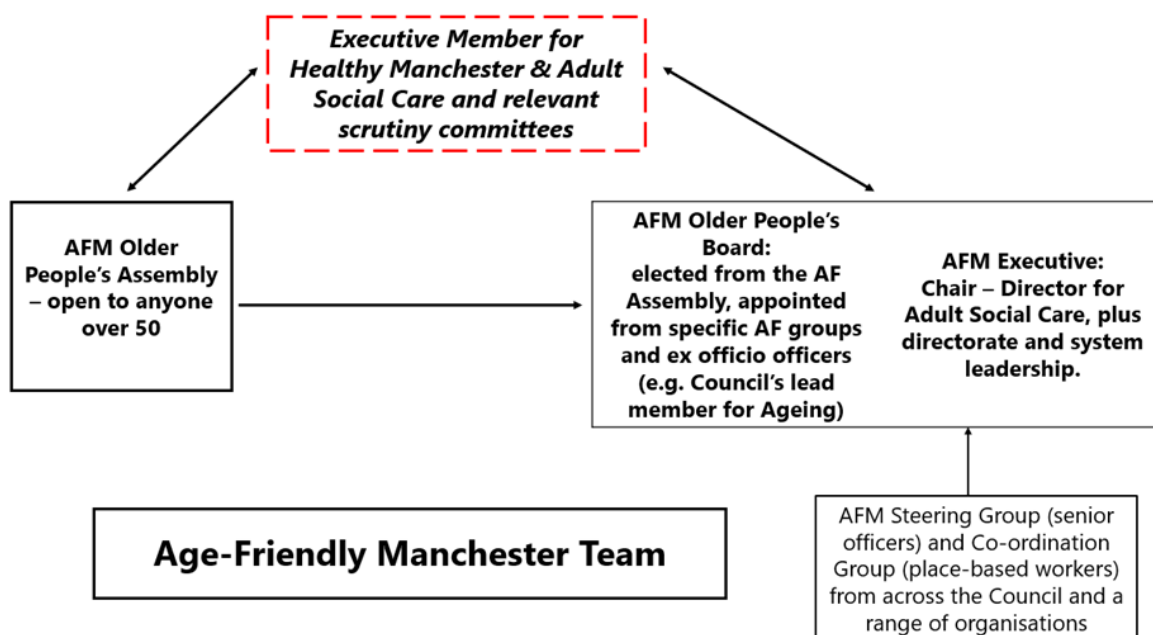 Executive Member for
Healthy Manchester & Adult
Social Care and relevant
scrutiny committees
AFM Older
People’s Assembly
– open to anyone
over 50
AFM Older People’s
Board:
elected from the AF
Assembly, appointed
from specific AF groups
and ex officio officers
(e.g. Council’s lead
member for Ageing)
AFM Executive:
Chair – Director for
Adult Social Care, plus
directorate and system
leadership.
Age-Friendly Manchester Team
AFM Steering Group (senior
officers) and Co-ordination
Group (place-based workers)
from across the Council and a
range of organisations